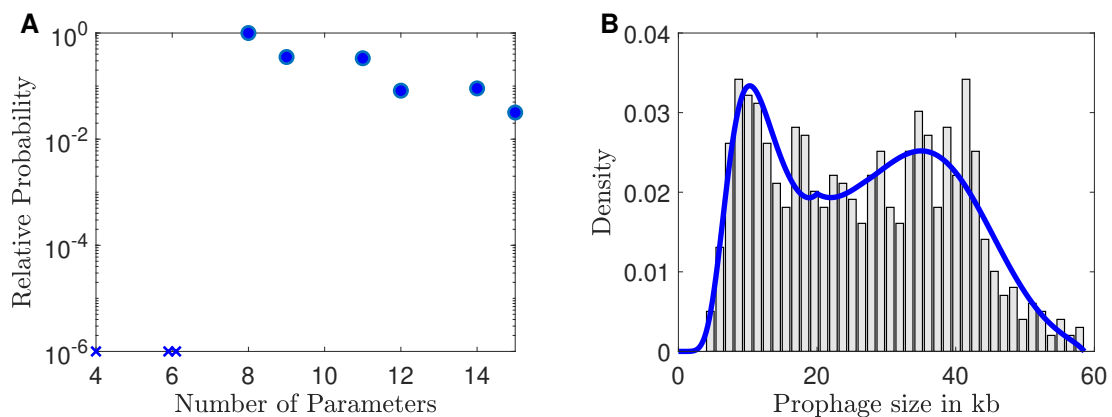 A
10^0
10^-2
10^-4
10^-6
4 6 8 10 12 14
Relative Probability
Number of Parameters
B
0.04
0.03
0.02
0.01
0
0 20 40 60
Density
Prophage size in kb